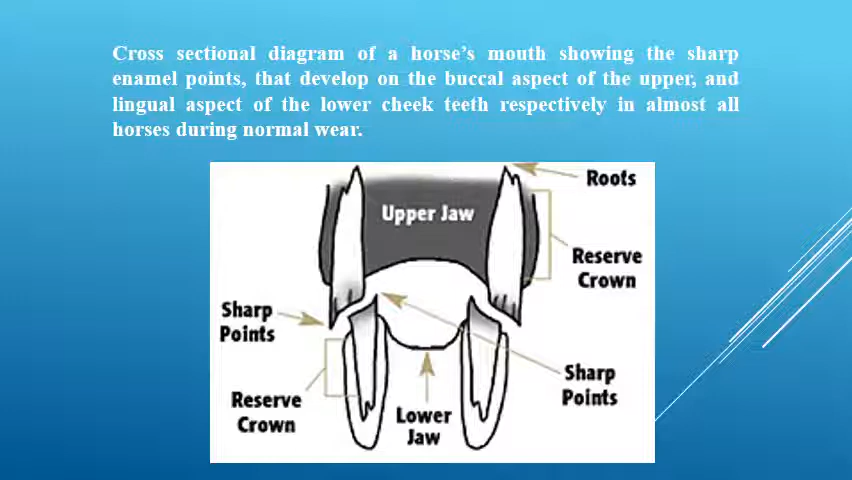 Cross sectional diagram of a horse's mouth showing the sharp
enamel points, that develop on the buccal aspect of the upper, and
lingual aspect of the lower cheek teeth respectively in almost all
horses during normal wear.
Roots
Upper Jaw
Reserve
Crown
Sharp
Points
Sharp
Points
Reserve
Crown
Lower
Jaw